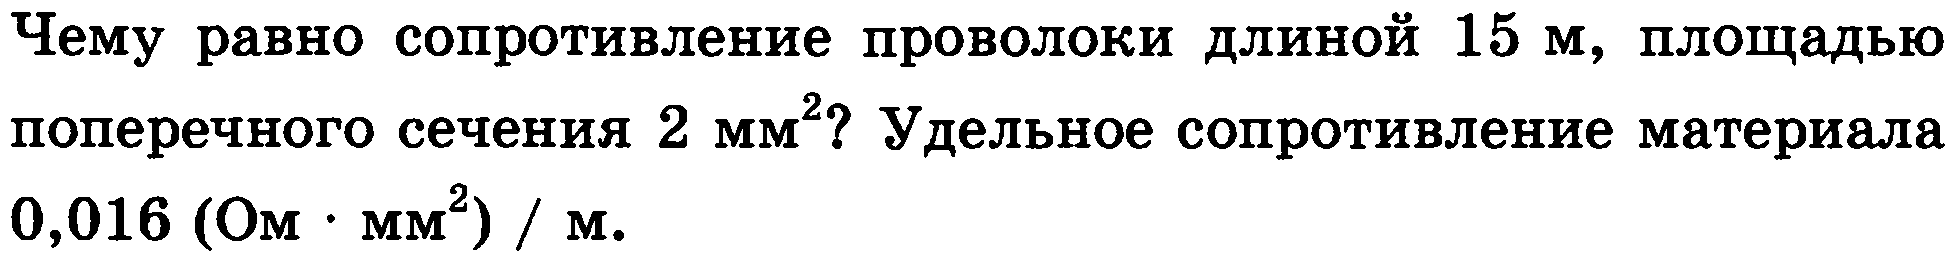 Чему равно сопротивление проволоки длиной 15 м, площадью
поперечного сечения 2 мм²? Удельное сопротивление материала
0,016 (Ом · мм²) / м.